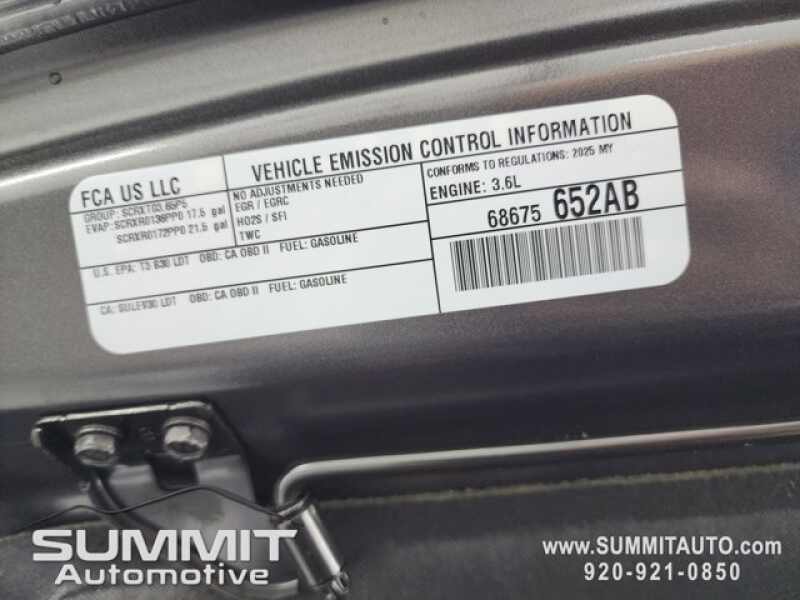 VEHICLE EMISSION CONTROL INFORMATION
FCA US LLC
GROUP: SCRXT03.65P5
EVAP: SCRXR0136PP0 17.5 gal
SCRXR0172PP0 21.5 gal
NO ADJUSTMENTS NEEDED
EGR / EGRC
HO2S / SFI
TWC
CONFORMS TO REGULATIONS: 2025 MY
ENGINE: 3.6L
68675 652AB
U.S. EPA: T3 B30 LDT OBD: CA OBD II FUEL: GASOLINE
CA: SULEV30 LDT OBD: CA OBD II FUEL: GASOLINE
SUMMIT
Automotive
www.SUMMITAUTO.com
920-921-0850